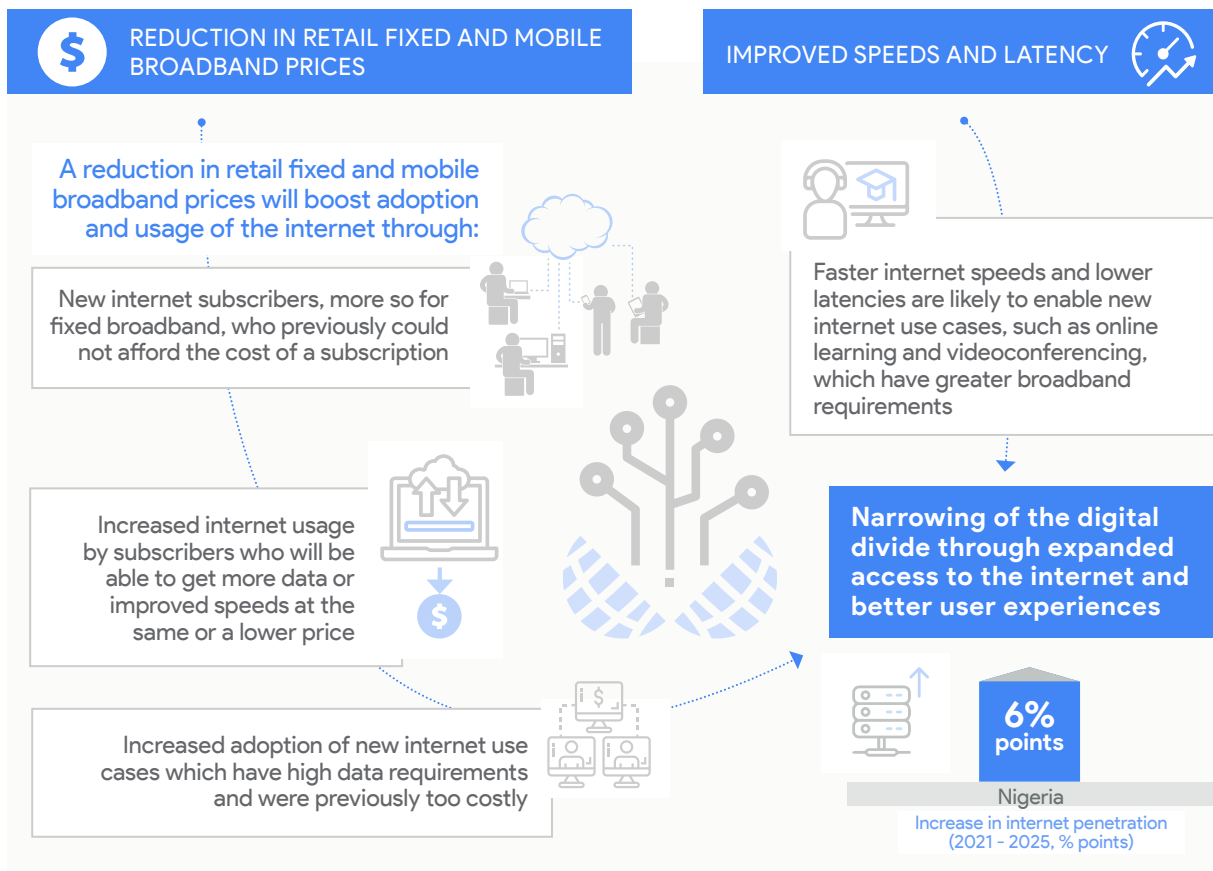 REDUCTION IN RETAIL FIXED AND MOBILE
BROADBAND PRICES
A reduction in retail fixed and mobile
broadband prices will boost adoption
and usage of the internet through:
New internet subscribers, more so for
fixed broadband, who previously could
not afford the cost of a subscription
Increased internet usage
by subscribers who will be
able to get more data or
improved speeds at the
same or a lower price
Increased adoption of new internet use
cases which have high data requirements
and were previously too costly
IMPROVED SPEEDS AND LATENCY
Faster internet speeds and lower
latencies are likely to enable new
internet use cases, such as online
learning and videoconferencing,
which have greater broadband
requirements
Narrowing of the digital
divide through expanded
access to the internet and
better user experiences
6%
points
Nigeria
Increase in internet penetration
(2021 - 2025, % points)